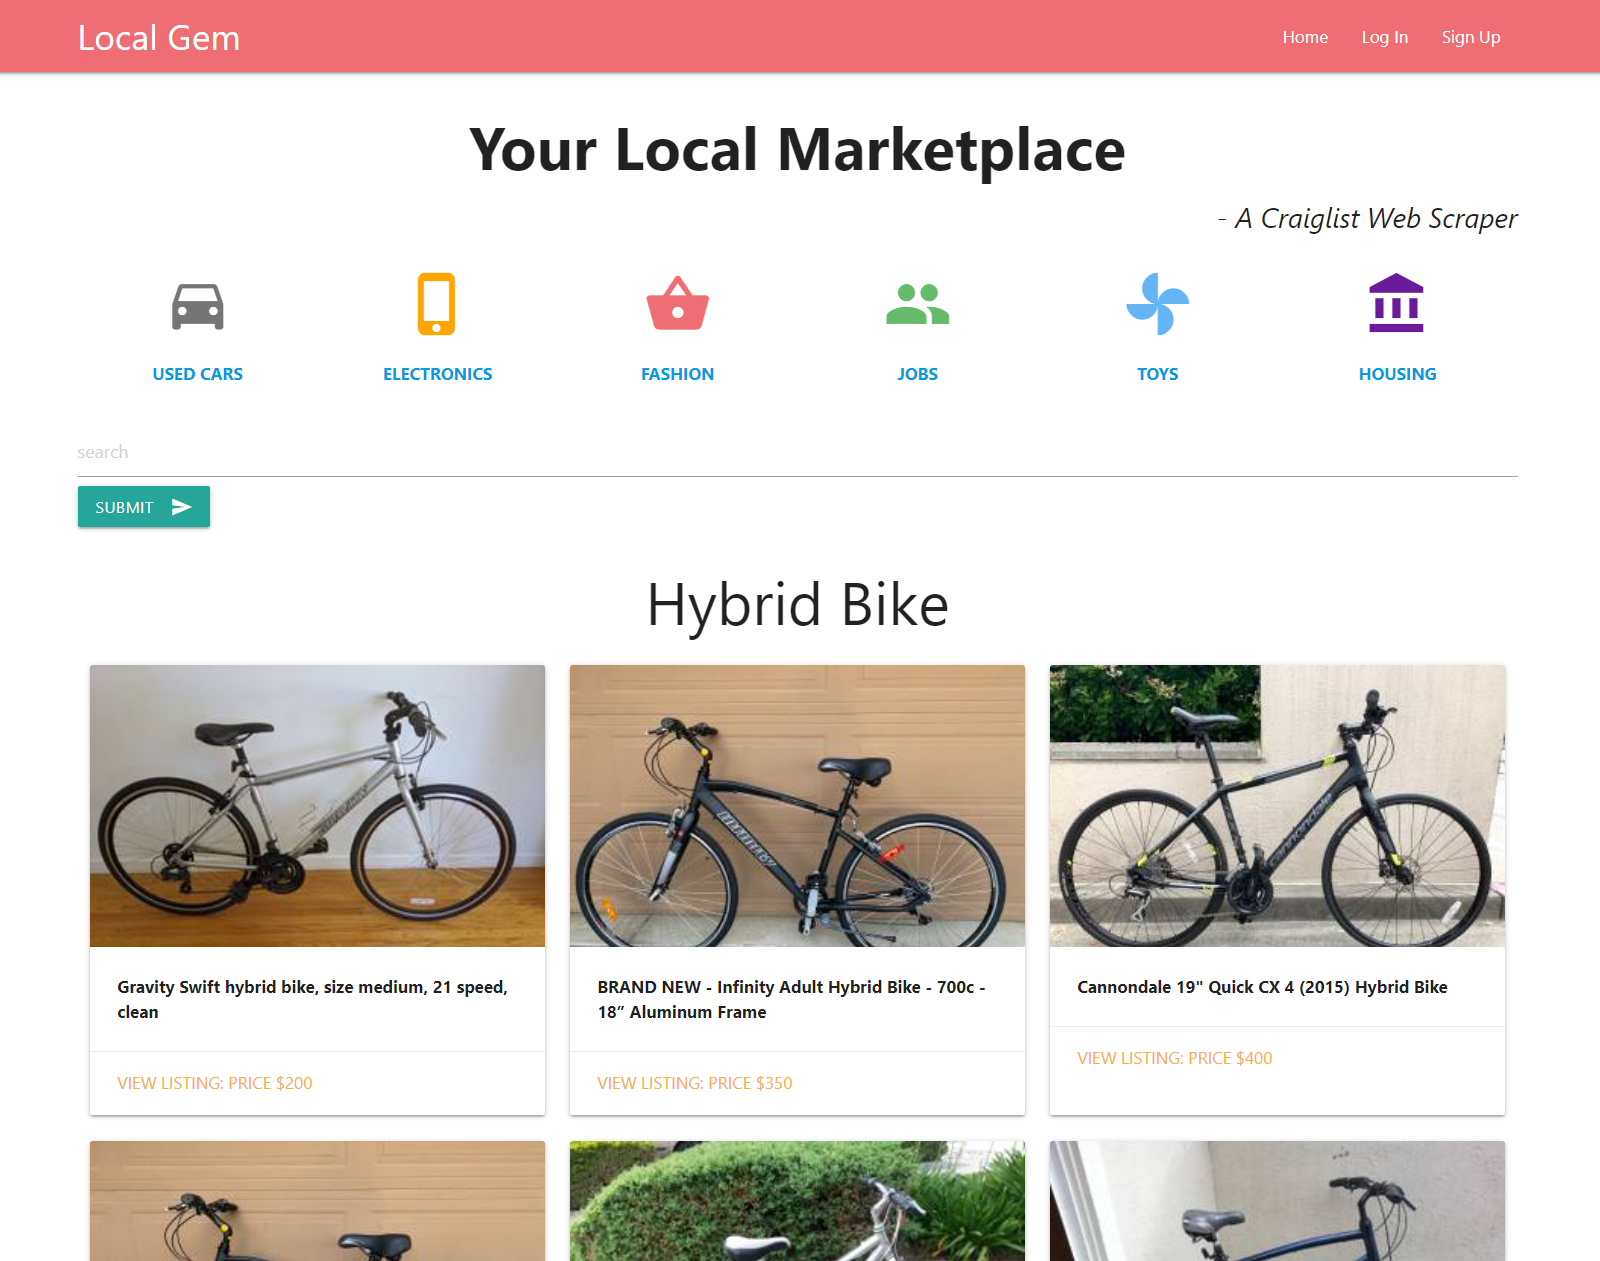 Local Gem
Home Log In Sign Up
Your Local Marketplace
- A Craiglist Web Scraper
USED CARS ELECTRONICS FASHION JOBS TOYS HOUSING
search
SUBMIT
Hybrid Bike
GRAVITY
INFINITY
cannondale
Gravity Swift hybrid bike, size medium, 21 speed,
clean
VIEW LISTING: PRICE $200
BRAND NEW - Infinity Adult Hybrid Bike - 700c -
18” Aluminum Frame
VIEW LISTING: PRICE $350
Cannondale 19" Quick CX 4 (2015) Hybrid Bike
VIEW LISTING: PRICE $400